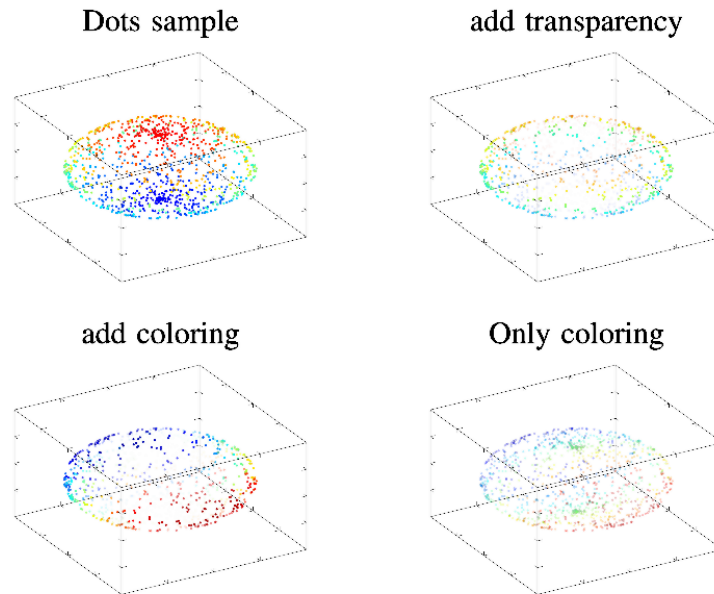 Dots sample
add transparency
add coloring
Only coloring